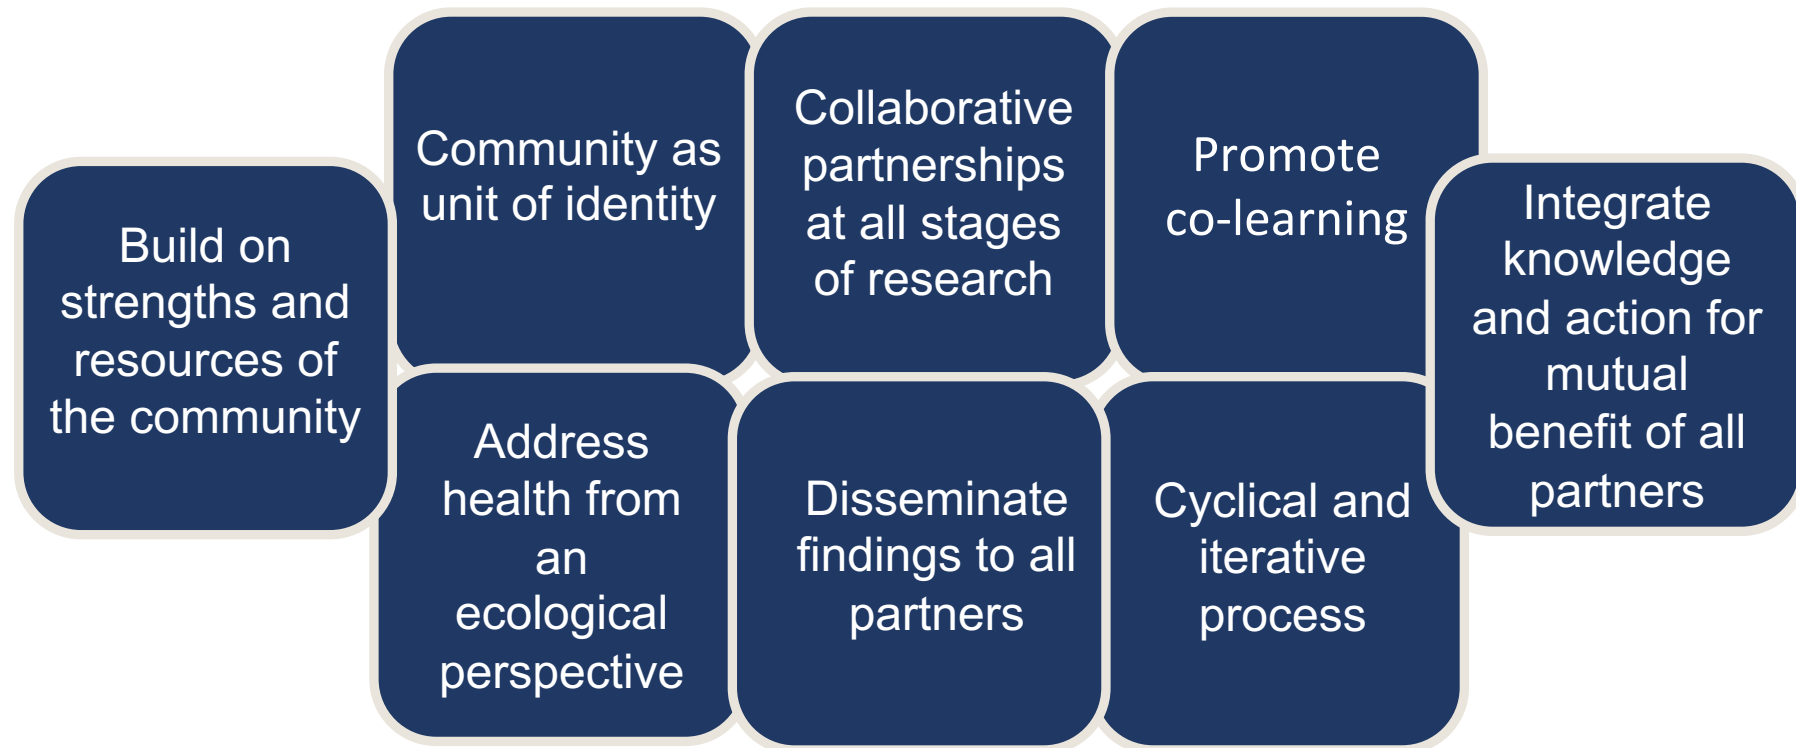 Build on
strengths and
resources of
the community
Community as
unit of identity
Collaborative
partnerships
at all stages
of research
Promote
co-learning
Integrate
knowledge
and action for
mutual
benefit of all
partners
Address
health from
an
ecological
perspective
Disseminate
findings to all
partners
Cyclical and
iterative
process